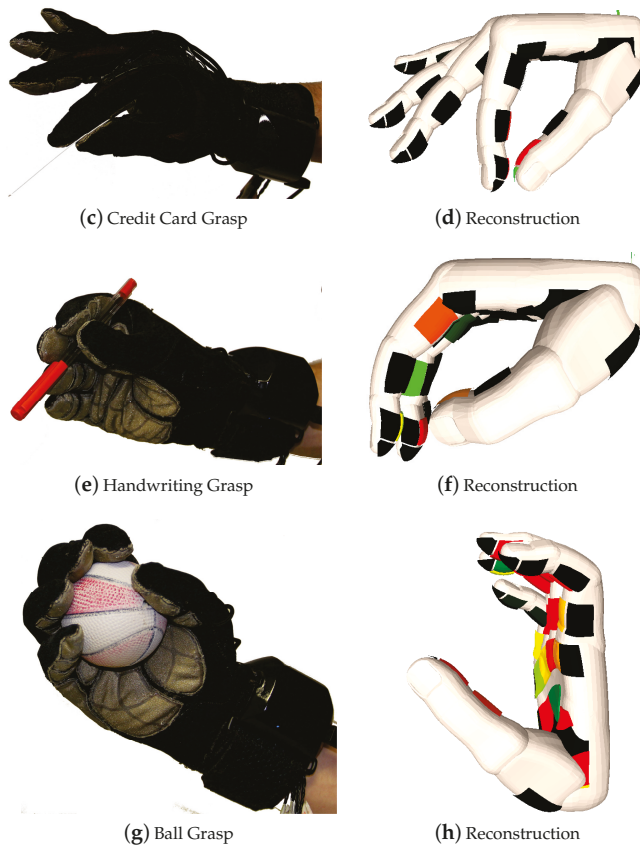 (c) Credit Card Grasp
(d) Reconstruction
(e) Handwriting Grasp
(f) Reconstruction
(g) Ball Grasp
(h) Reconstruction